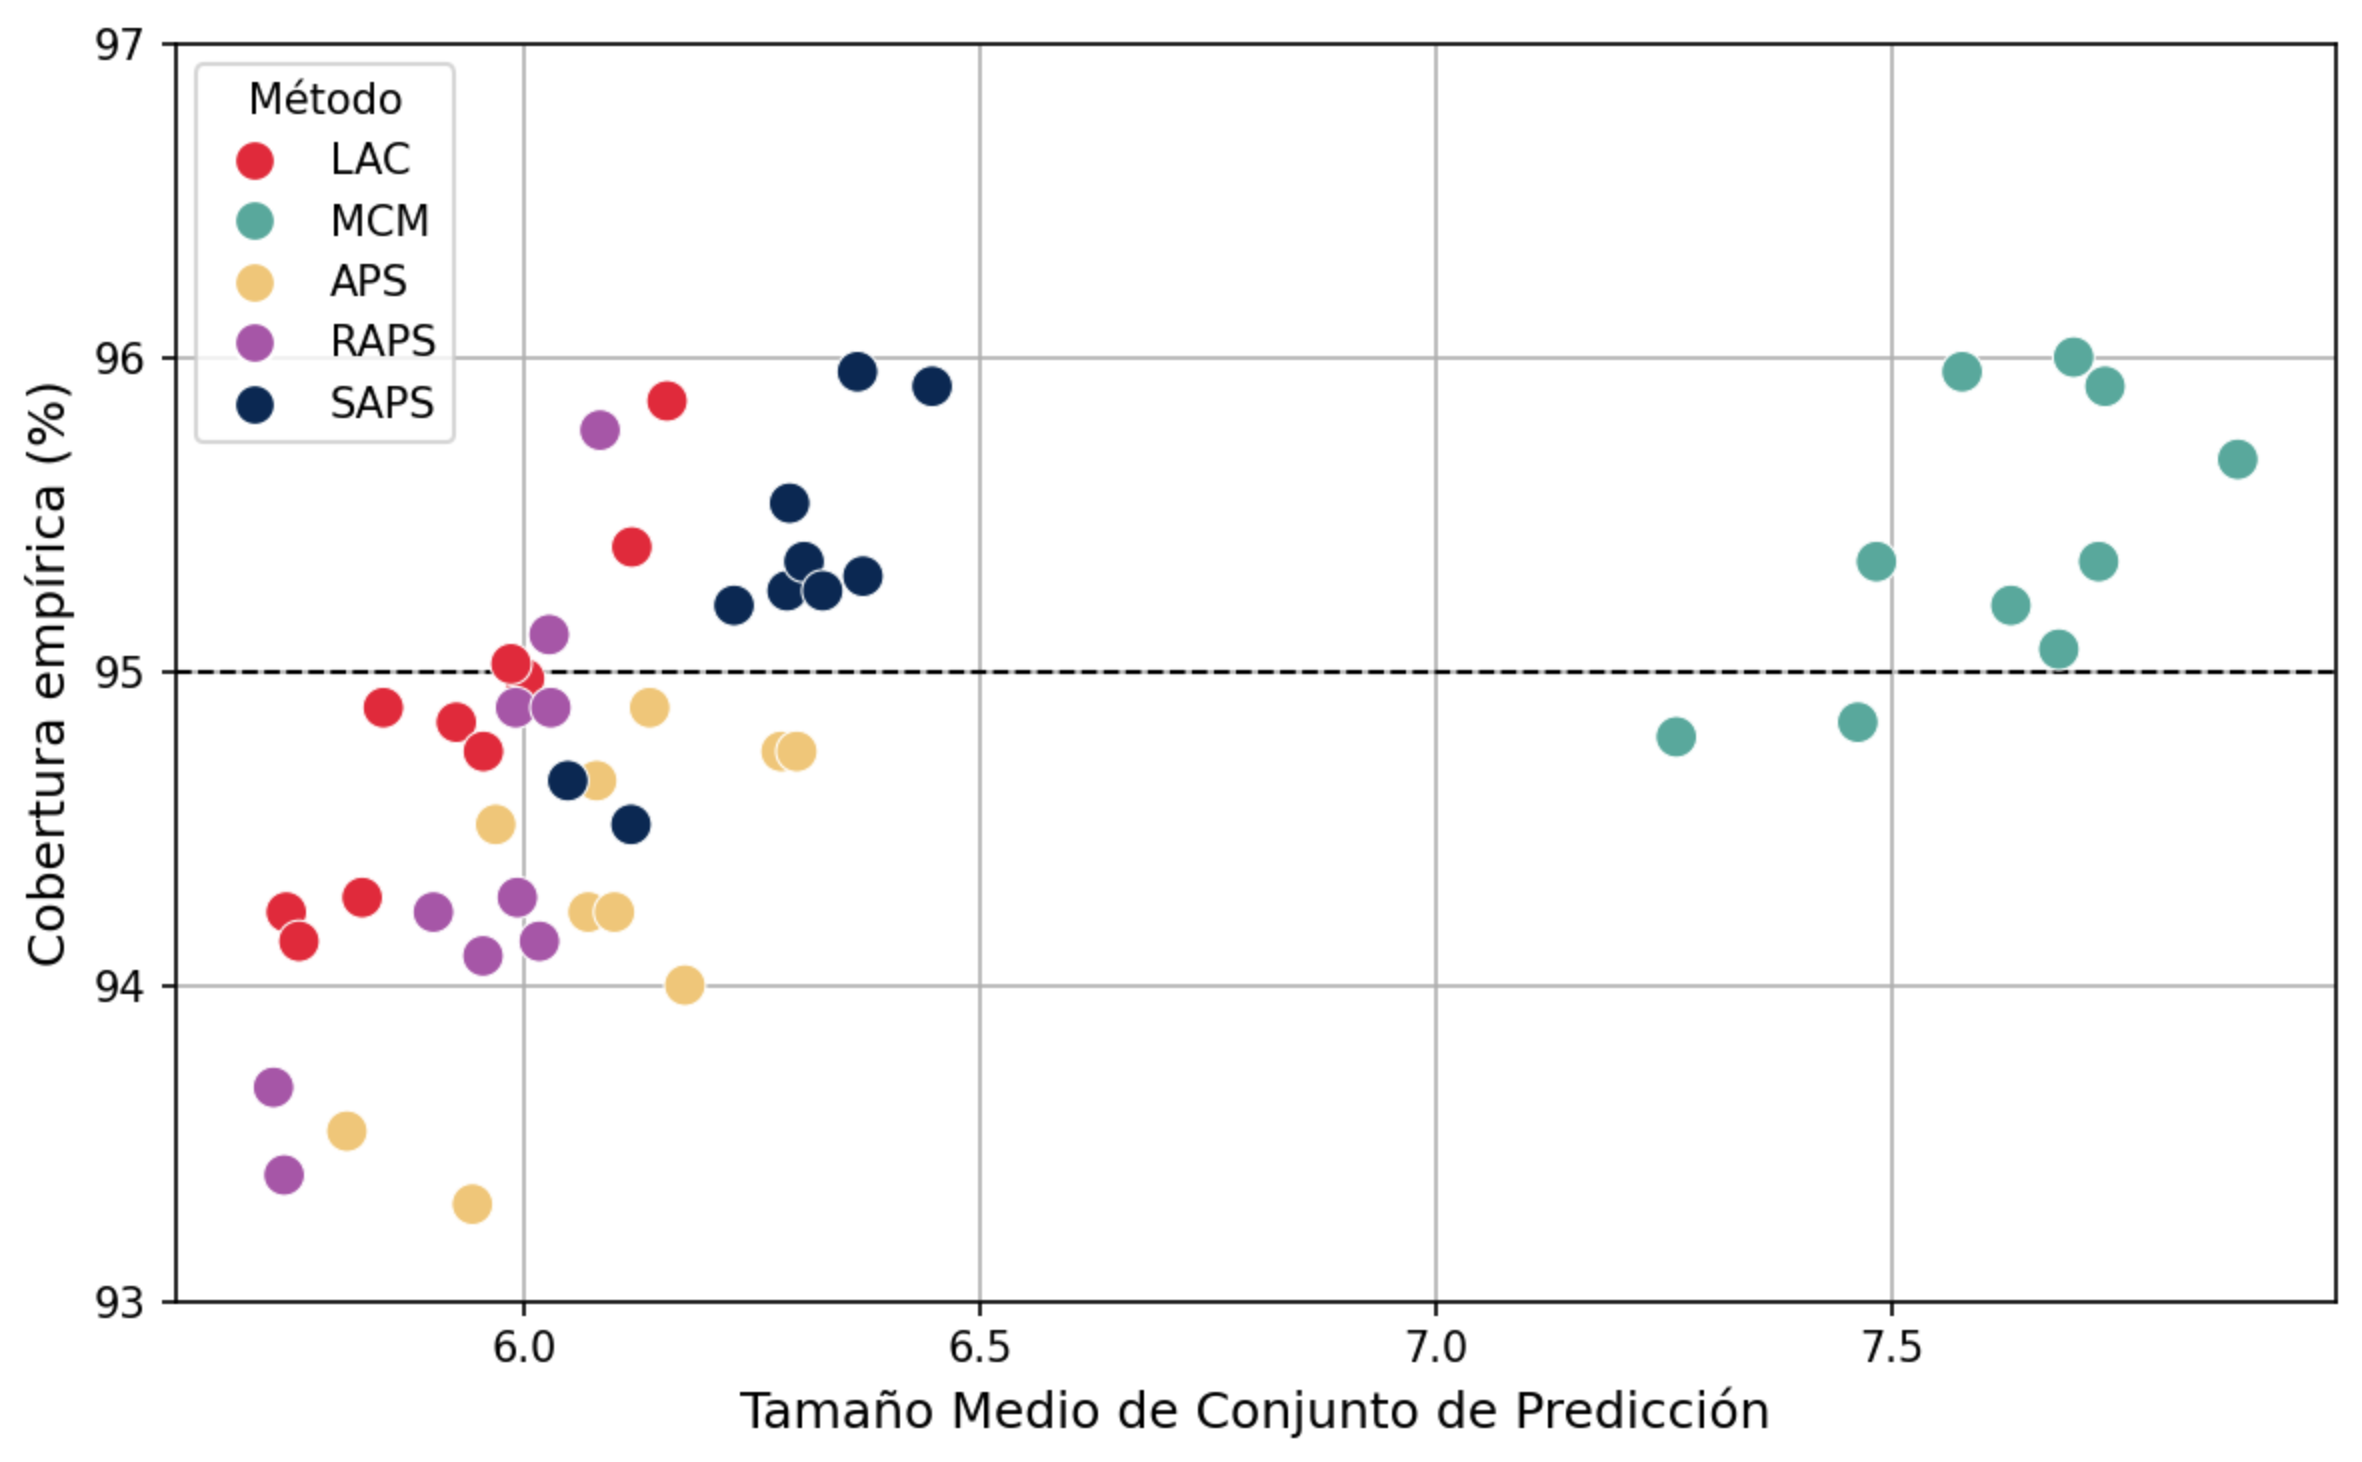 97
96
95
94
93
Cobertura empírica (%)
Método
LAC
MCM
APS
RAPS
SAPS
6.0 6.5 7.0 7.5
Tamaño Medio de Conjunto de Predicción